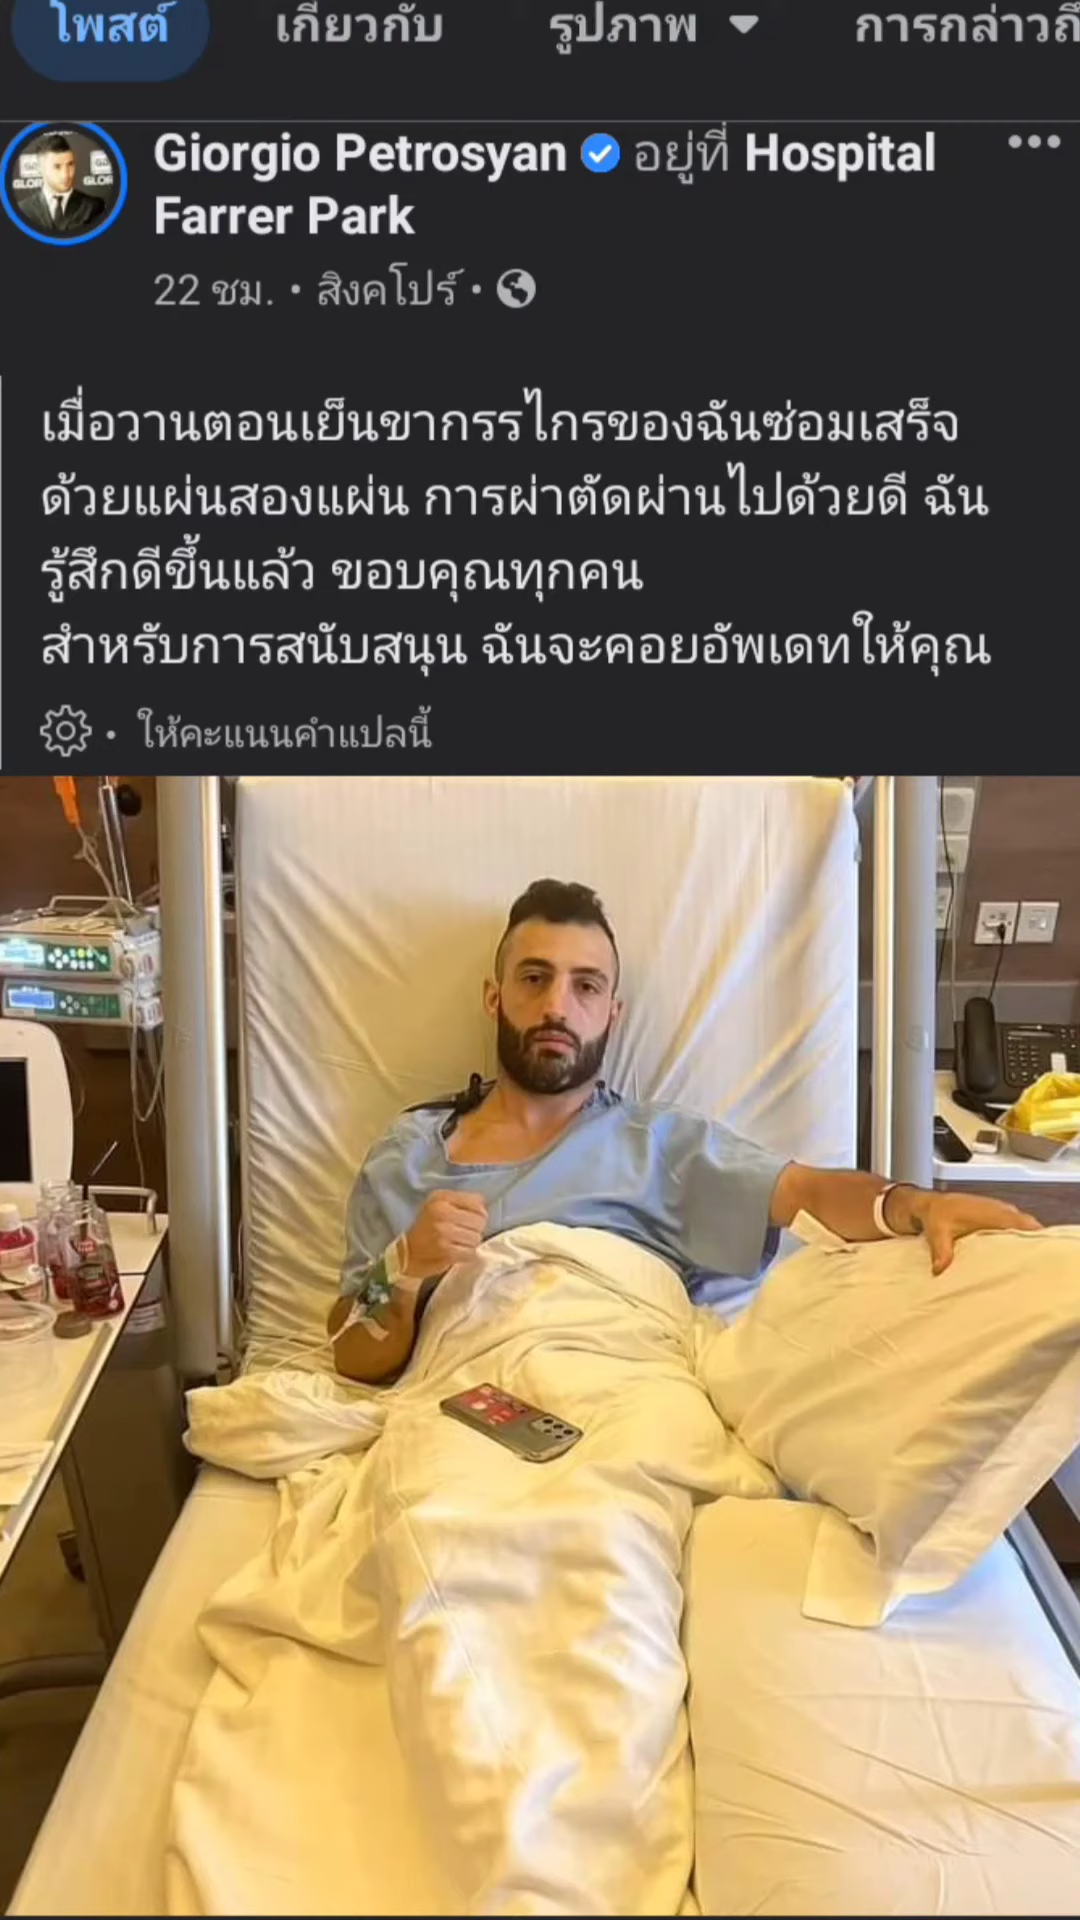 โพสต์ เกี่ยวกับ รูปภาพ การกล่าวถึ
Giorgio Petrosyan อยู่ที่ Hospital
Farrer Park
22 ชม. • สิงคโปร์ •
เมื่อวานตอนเย็นขากรรไกรของฉันซ่อมเสร็จ
ด้วยแผ่นสองแผ่น การผ่าตัดผ่านไปด้วยดี ฉัน
รู้สึกดีขึ้นแล้ว ขอบคุณทุกคน
สำหรับการสนับสนุน ฉันจะคอยอัพเดทให้คุณ
• ให้คะแนนคำแปลนี้